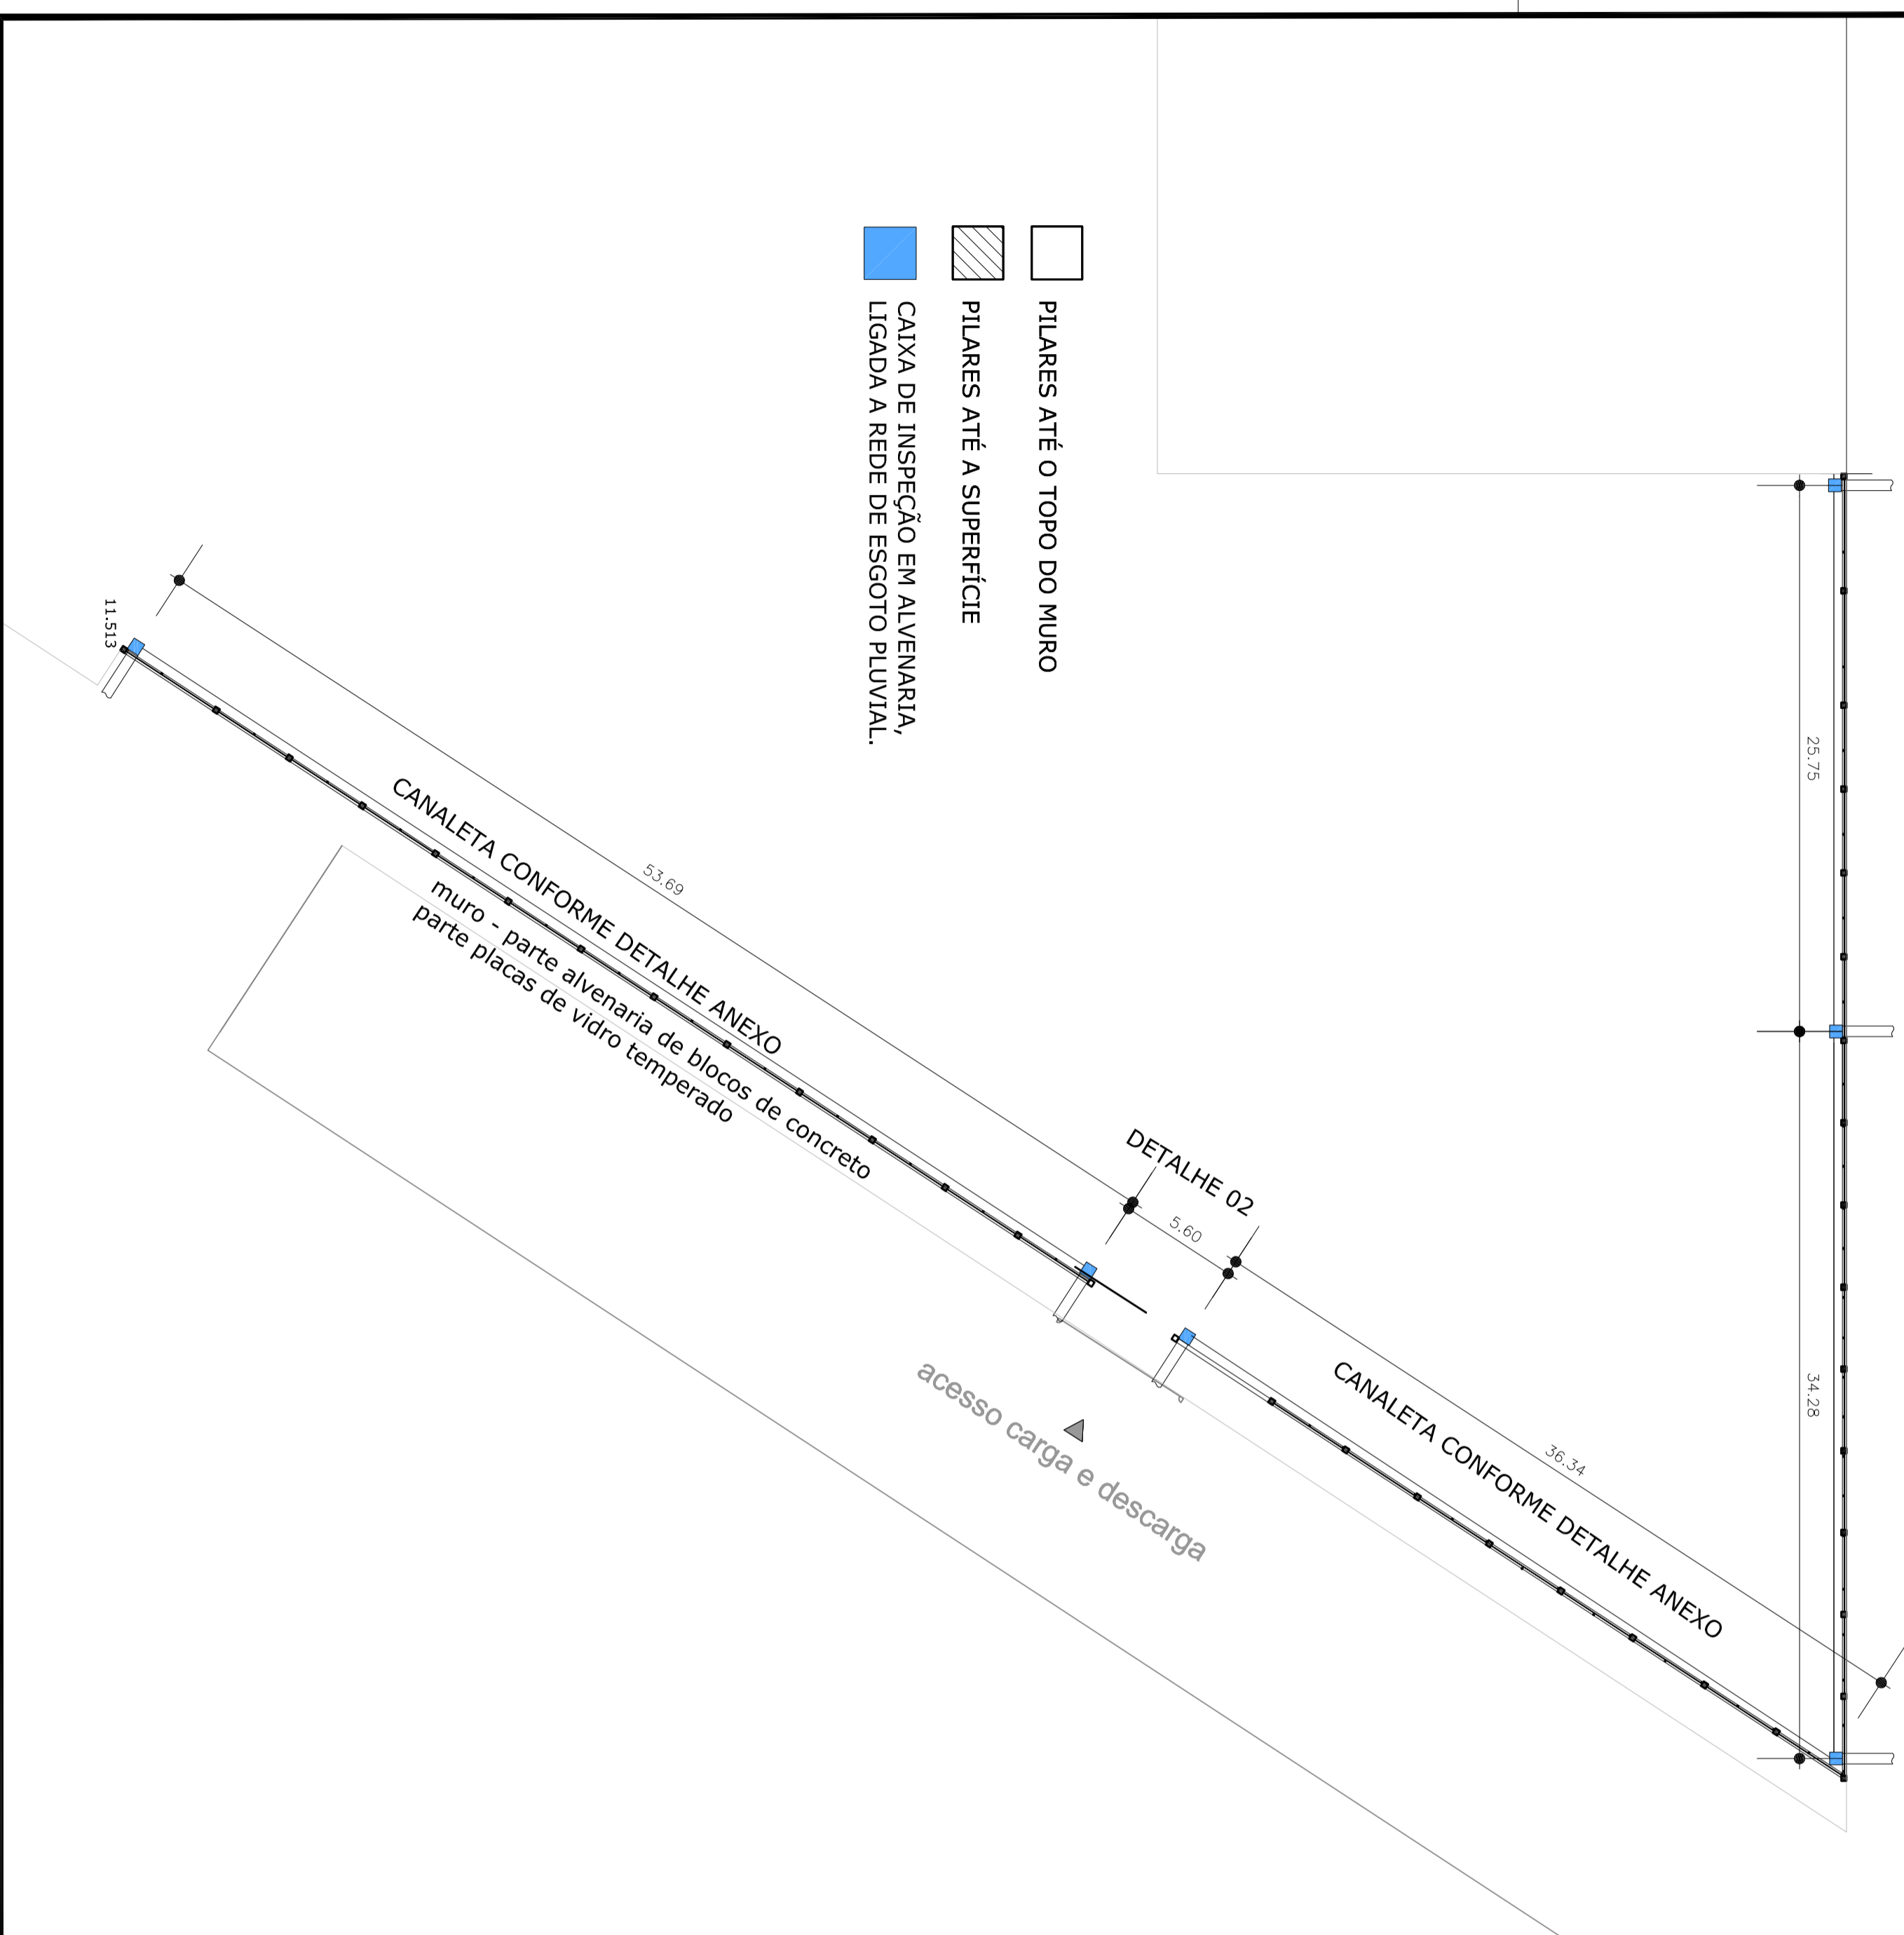 PILARES ATÉ O TOPO DO MURO
PILARES ATÉ A SUPERFÍCIE
CAIXA DE INSPEÇÃO EM ALVENARIA,
LIGADA A REDE DE ESGOTO PLUVIAL.
25.75
34.28
11.513
53.69
CANALETA CONFORME DETALHE ANEXO
muro - parte alvenaria de blocos de concreto
parte placas de vidro temperado
DETALHE 02
5.60
36.34
CANALETA CONFORME DETALHE ANEXO
acesso carga e descarga